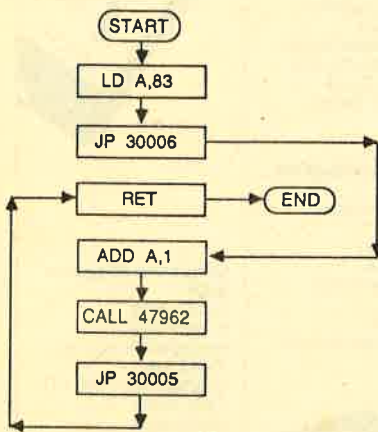 START
LD A,83
JP 30006
RET
END
ADD A,1
CALL 47962
JP 30005